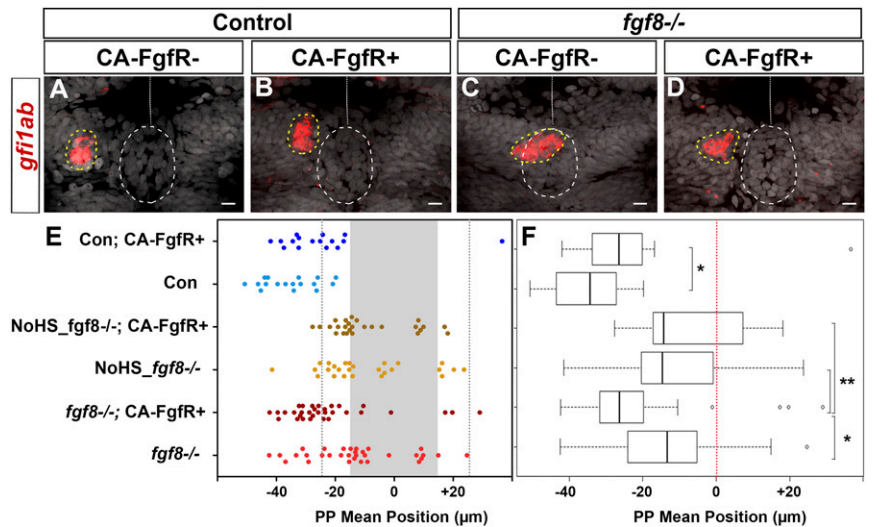 Control
fgf8-/-
CA-FgfR-
CA-FgfR+
CA-FgfR-
CA-FgfR+
gfi1ab
A
B
C
D
E
F
Con; CA-FgfR+
Con
NoHS_fgf8-/-; CA-FgfR+
NoHS_fgf8-/-
fgf8-/-; CA-FgfR+
fgf8-/-
*
**
*
-40
-20
0
+20
PP Mean Position (µm)
-40
-20
0
+20
PP Mean Position (µm)